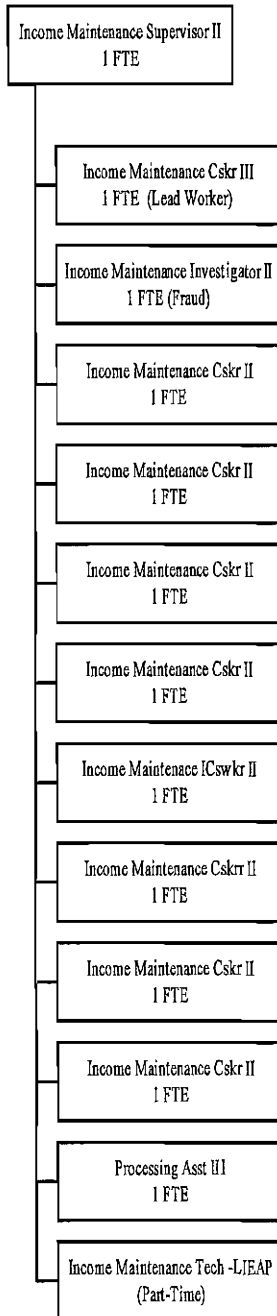 Income Maintenance Supervisor II
1 FTE
Income Maintenance Cskr III
1 FTE (Lead Worker)
Income Maintenance Investigator II
1 FTE (Fraud)
Income Maintenance Cskr II
1 FTE
Income Maintenance Cskr II
1 FTE
Income Maintenance Cskr II
1 FTE
Income Maintenance Cskr II
1 FTE
Income Maintenace ICswkr II
1 FTE
Income Maintenance Cskrr II
1 FTE
Income Maintenance Cskr II
1 FTE
Income Maintenance Cskr II
1 FTE
Processing Asst III
1 FTE
Income Maintenance Tech -LIEAP
(Part-Time)